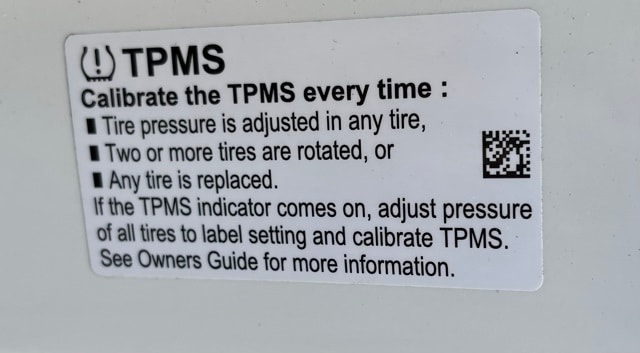 TPMS
Calibrate the TPMS every time :
▮ Tire pressure is adjusted in any tire,
▮ Two or more tires are rotated, or
▮ Any tire is replaced.
If the TPMS indicator comes on, adjust pressure
of all tires to label setting and calibrate TPMS.
See Owners Guide for more information.